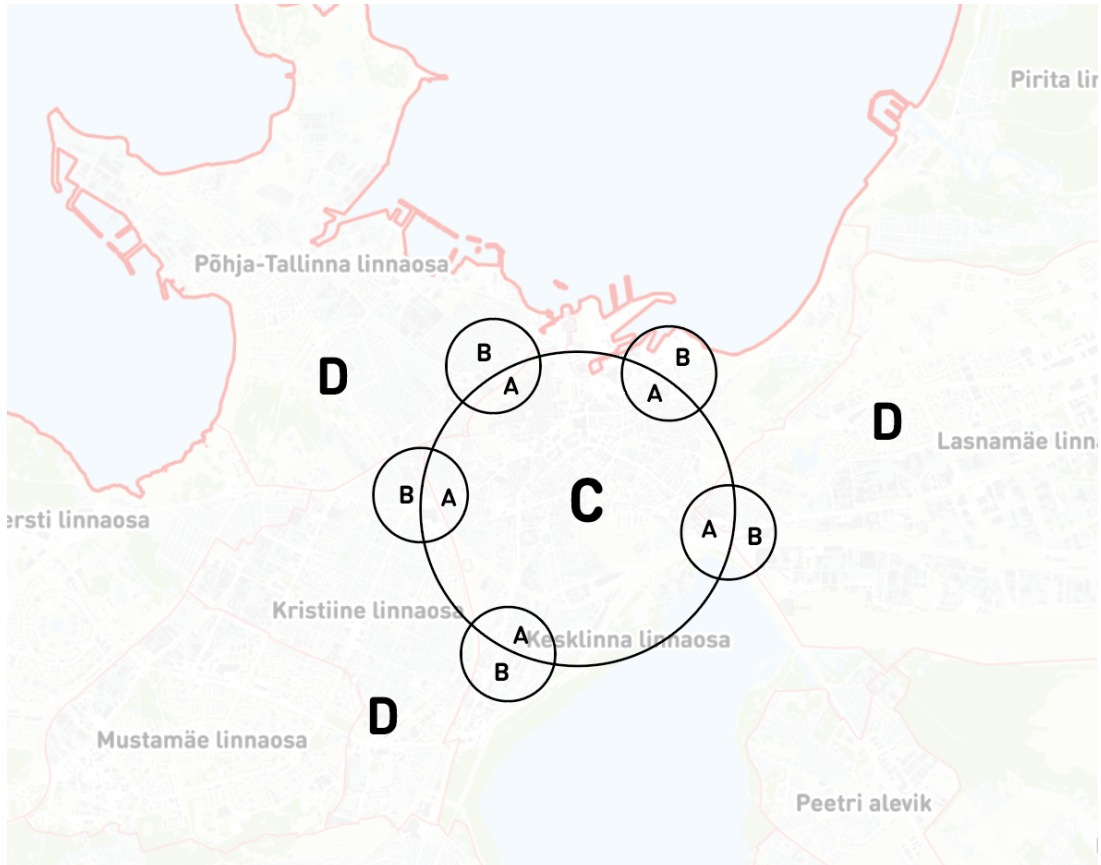 Pirita lin
Põhja-Tallinna linnaosa
B
B
D
A
A
D
Lasnamäe linna
B
A
C
ersti linnaosa
A
B
Kristiine linnaosa
A
Kesklinna linnaosa
B
D
Mustamäe linnaosa
Peetri alevik